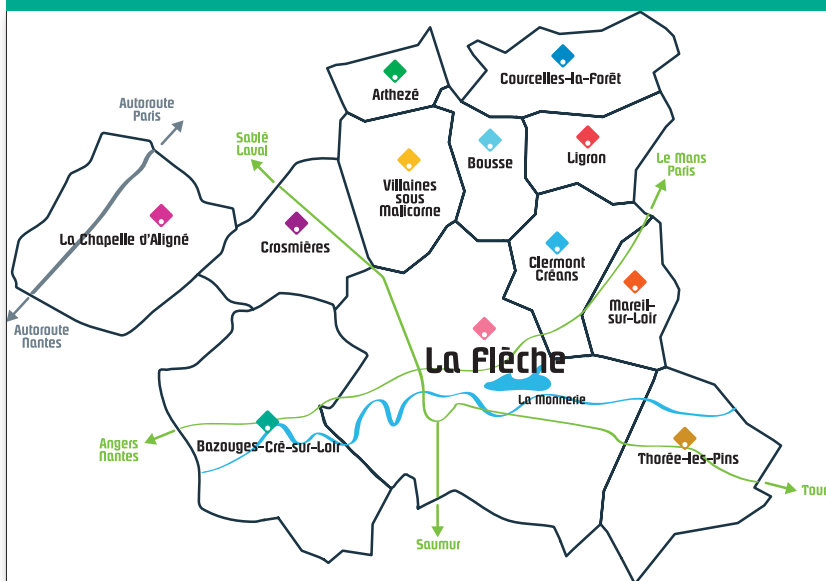 Courcelles-la-Forêt
Arthezé
Autoroute
Paris
Sablé
Laval
Bousse
Ligron
Le Mans
Paris
Villaines
sous
Malicorne
La Chapelle d'Aligné
Crosmières
Clermont
Créans
Mareil-
sur-Loir
Autoroute
Nantes
La flèche
La Monnerie
Angers
Nantes
Bazouges-Cré-sur-Loir
Thorée-les-Pins
Tour
Saumur